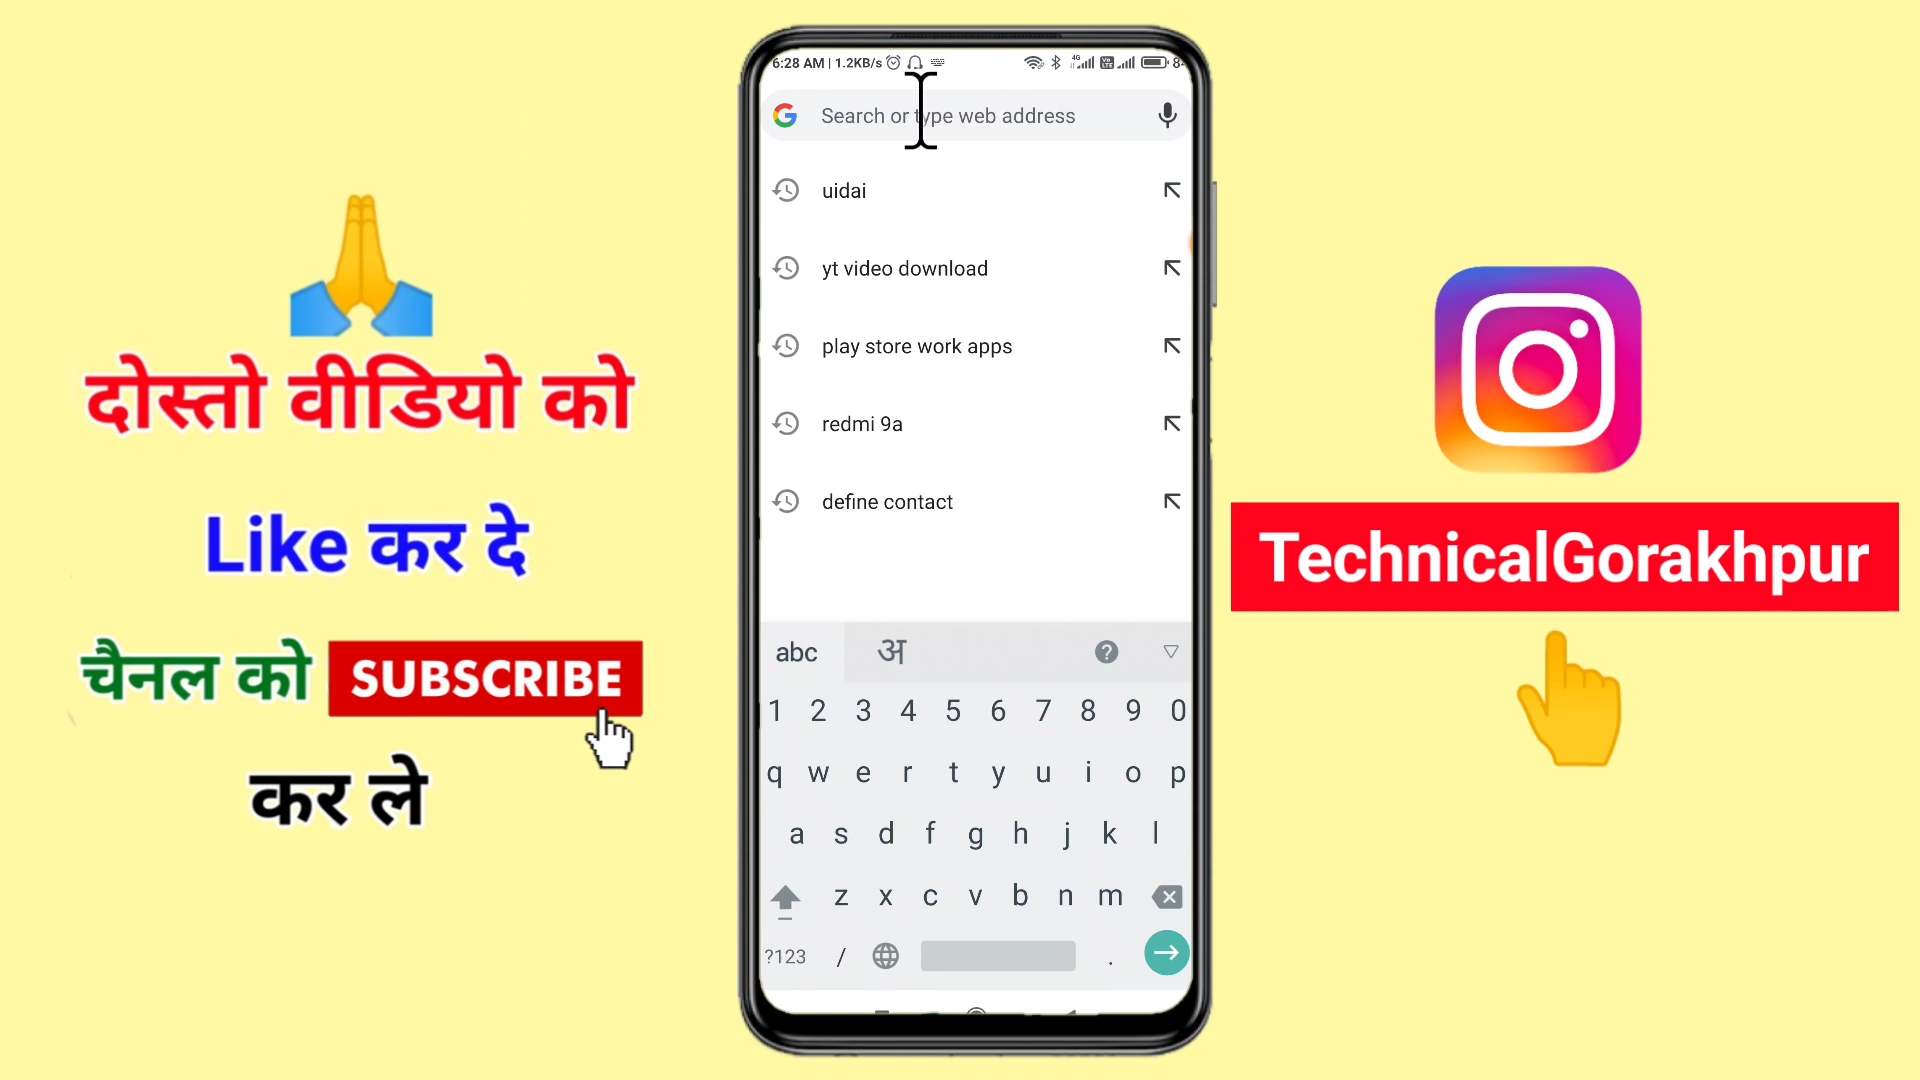 दोस्तो वीडियो को
Like कर दे
चैनल को SUBSCRIBE
कर ले
6:28 AM | 1.2KB/s
4G
Search or type web address
uidai
yt video download
play store work apps
redmi 9a
define contact
abc अ
1 2 3 4 5 6 7 8 9 0
q w e r t y u i o p
a s d f g h j k l
z x c v b n m
?123 / .
TechnicalGorakhpur